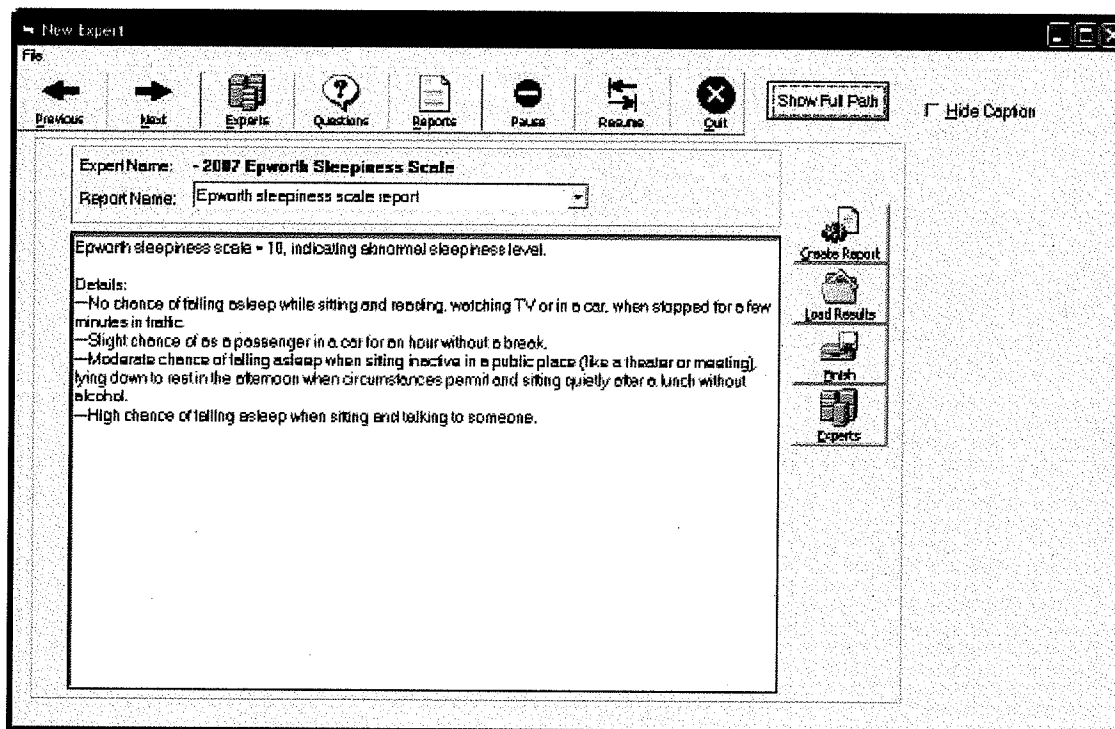 New Expert
File
Previous Next Experts Questions Reports Pause Resume Quit Show Full Path Hide Caption
Expert Name: - 2007 Epworth Sleepiness Scale
Report Name: Epworth sleepiness scale report
Epworth sleepiness scale = 10, indicating abnormal sleepiness level.
Details:
---No chance of falling asleep while sitting and reading, watching TV or in a car, when stopped for a few
minutes in traffic.
---Slight chance of as a passenger in a car for an hour without a break.
---Moderate chance of falling asleep when sitting inactive in a public place (like a theater or meeting),
lying down to rest in the afternoon when circumstances permit and sitting quietly after a lunch without
alcohol.
---High chance of falling asleep when sitting and talking to someone.
Create Report
Load Results
Finish
Experts